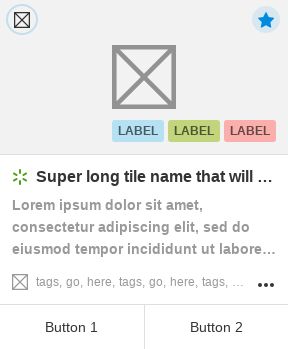 LABEL LABEL LABEL
Super long tile name that will …
Lorem ipsum dolor sit amet,
consectetur adipiscing elit, sed do
eiusmod tempor incididunt ut labore…
tags, go, here, tags, go, here, tags, …
Button 1 Button 2